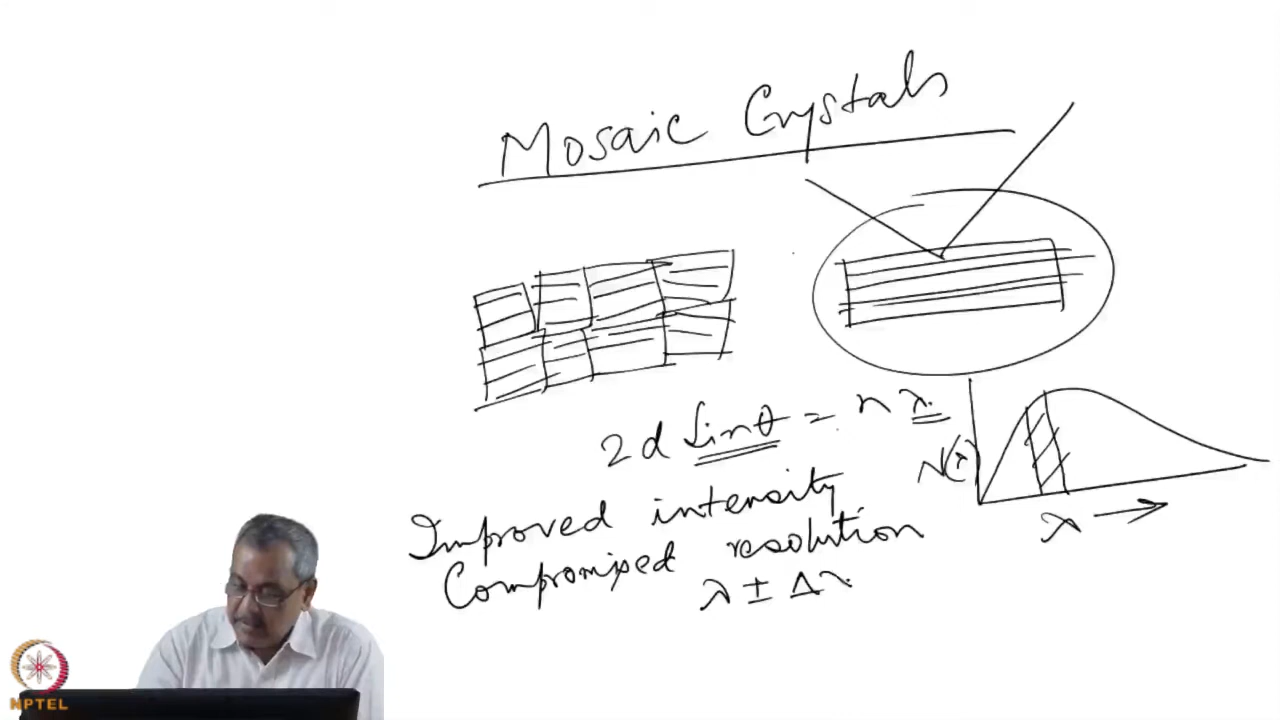 Mosaic Crystals
2d Sinθ = nλ
N(λ)
λ
Improved intensity
Compromised resolution
λ ± Δλ
NPTEL